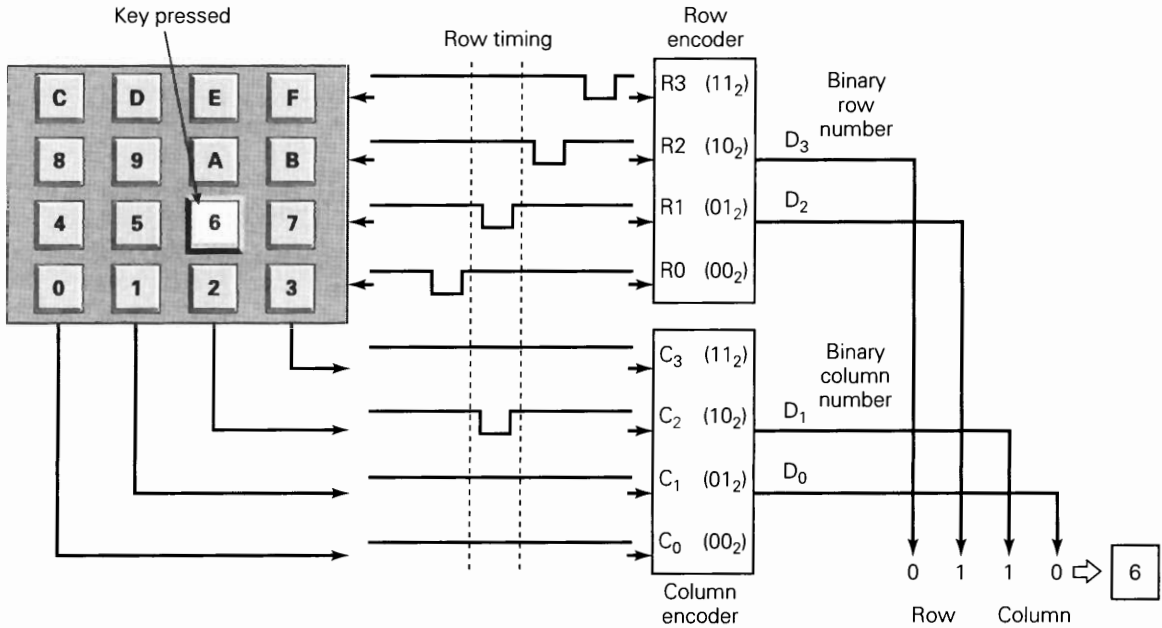 Key pressed
Row timing
Row
encoder
C D E F
8 9 A B
4 5 6 7
0 1 2 3
R3 (11₂)
R2 (10₂)
R1 (01₂)
R0 (00₂)
Binary
row
number
D₃
D₂
C₃ (11₂)
C₂ (10₂)
C₁ (01₂)
C₀ (00₂)
Binary
column
number
D₁
D₀
Column
encoder
0 1 1 0 6
Row Column